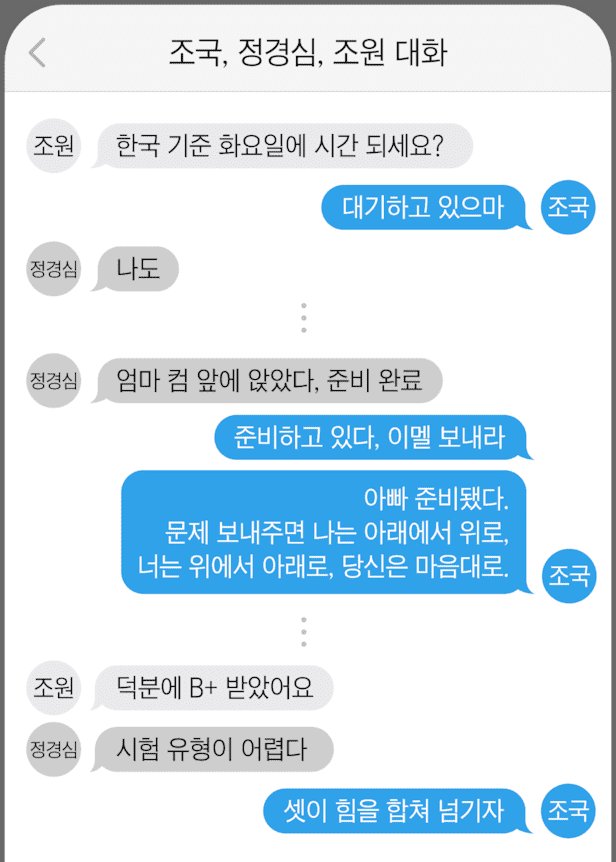 조국, 정경심, 조원 대화
조원
한국 기준 화요일에 시간 되세요?
대기하고 있으마
조국
정경심
나도
정경심
엄마 컴 앞에 앉았다, 준비 완료
준비하고 있다, 이멜 보내라
아빠 준비됐다.
문제 보내주면 나는 아래에서 위로,
너는 위에서 아래로, 당신은 마음대로.
조국
조원
덕분에 B+ 받았어요
정경심
시험 유형이 어렵다
셋이 힘을 합쳐 넘기자
조국